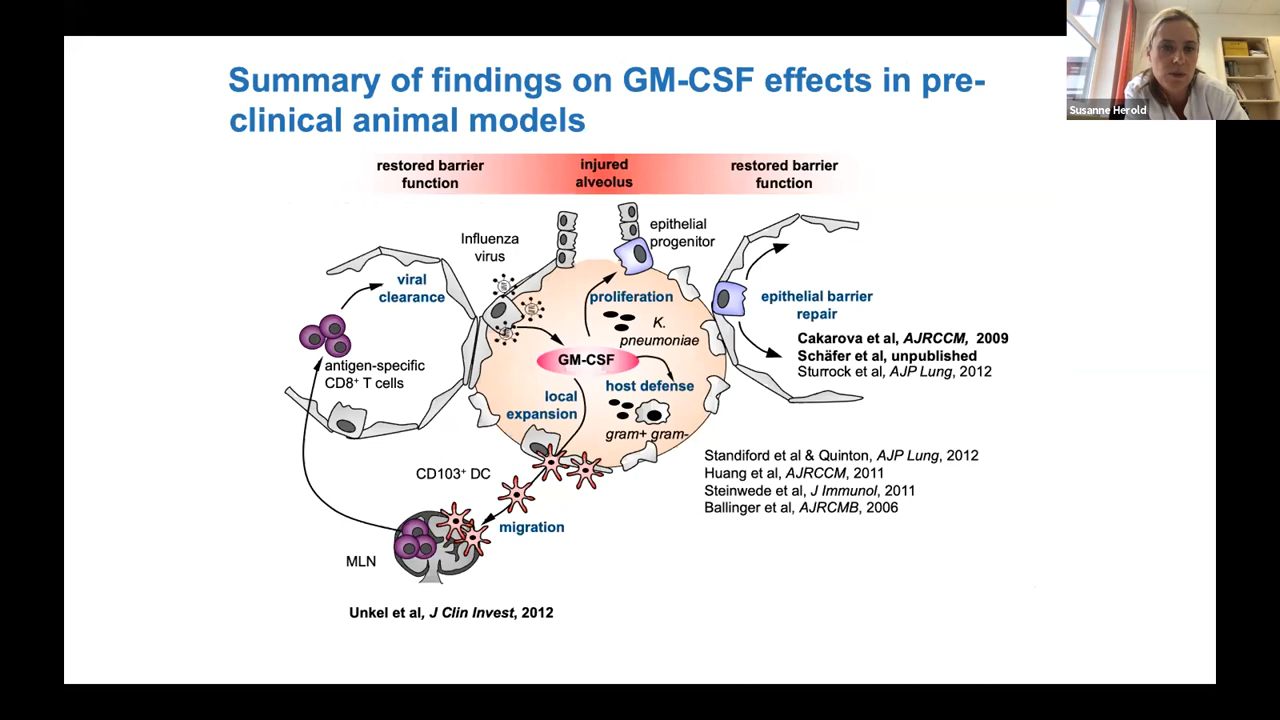 Summary of findings on GM-CSF effects in pre-
clinical animal models
Susanne Herold
restored barrier
function
injured
alveolus
restored barrier
function
Influenza
virus
epithelial
progenitor
viral
clearance
proliferation
K.
pneumoniae
epithelial barrier
repair
Cakarova et al, AJRCCM, 2009
Schäfer et al, unpublished
Sturrock et al, AJP Lung, 2012
antigen-specific
CD8⁺ T cells
GM-CSF
local
expansion
host defense
gram+ gram-
CD103⁺ DC
migration
MLN
Standiford et al & Quinton, AJP Lung, 2012
Huang et al, AJRCCM, 2011
Steinwede et al, J Immunol, 2011
Ballinger et al, AJRCMB, 2006
Unkel et al, J Clin Invest, 2012